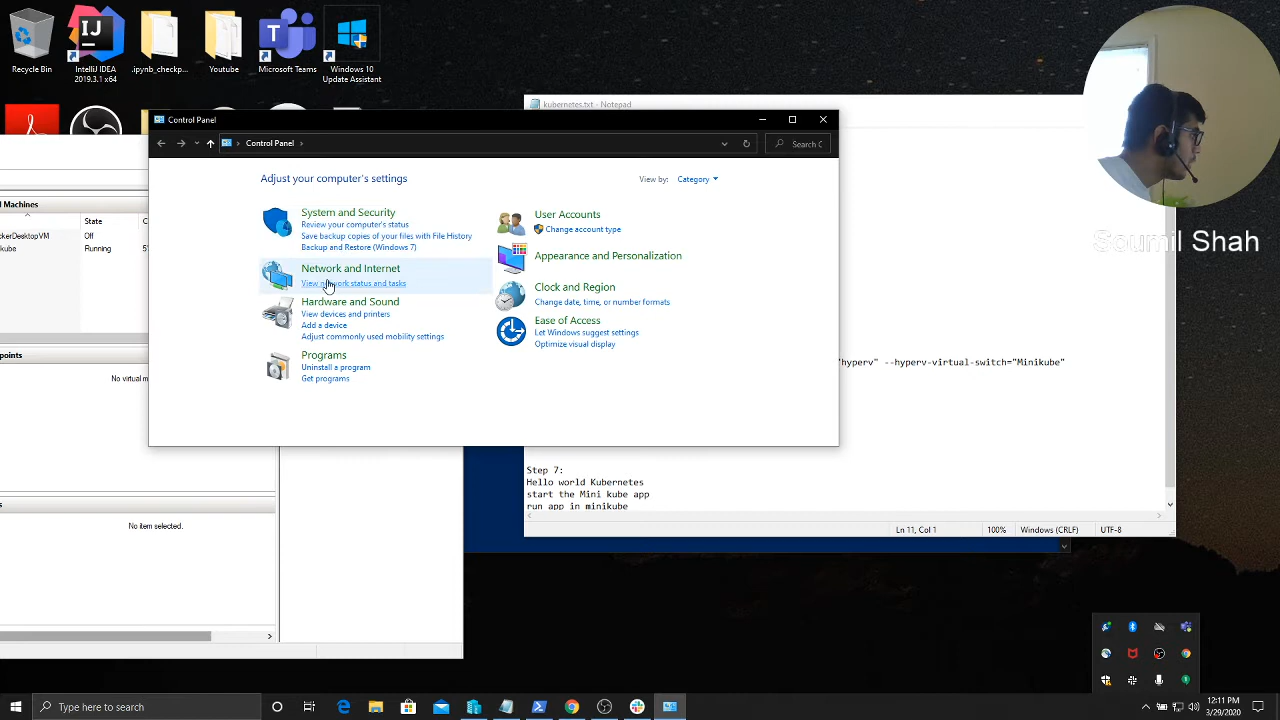 Recycle Bin
IntelliJ IDEA
2019.3.1 x64
.ipynb_checkp...
Youtube
Microsoft Teams
Windows 10
Update Assistant
kubernetes.txt - Notepad
Control Panel
Control Panel
Search C
Adjust your computer's settings
View by: Category
System and Security
Review your computer's status
Save backup copies of your files with File History
Backup and Restore (Windows 7)
Network and Internet
View network status and tasks
Hardware and Sound
View devices and printers
Add a device
Adjust commonly used mobility settings
Programs
Uninstall a program
Get programs
User Accounts
Change account type
Appearance and Personalization
Clock and Region
Change date, time, or number formats
Ease of Access
Let Windows suggest settings
Optimize visual display
Soumil Shah
l Machines
State
C
ckerDesktopVM
Off
kube
Running
5
points
No virtual m
s
No item selected.
hyperv" --hyperv-virtual-switch="Minikube"
Step 7:
Hello world Kubernetes
start the Mini kube app
run app in minikube
Ln 11, Col 1
100%
Windows (CRLF)
UTF-8
Type here to search
12:11 PM
3/29/2020